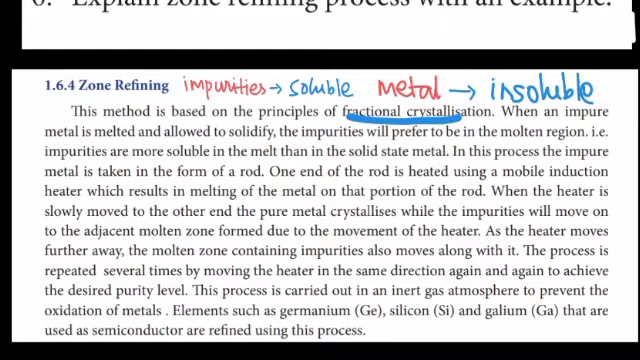 6. Explain zone refining process with an example.
1.6.4 Zone Refining impurities → soluble metal → insoluble
This method is based on the principles of fractional crystallisation. When an impure
metal is melted and allowed to solidify, the impurities will prefer to be in the molten region. i.e.
impurities are more soluble in the melt than in the solid state metal. In this process the impure
metal is taken in the form of a rod. One end of the rod is heated using a mobile induction
heater which results in melting of the metal on that portion of the rod. When the heater is
slowly moved to the other end the pure metal crystallises while the impurities will move on
to the adjacent molten zone formed due to the movement of the heater. As the heater moves
further away, the molten zone containing impurities also moves along with it. The process is
repeated several times by moving the heater in the same direction again and again to achieve
the desired purity level. This process is carried out in an inert gas atmosphere to prevent the
oxidation of metals . Elements such as germanium (Ge), silicon (Si) and galium (Ga) that are
used as semiconductor are refined using this process.